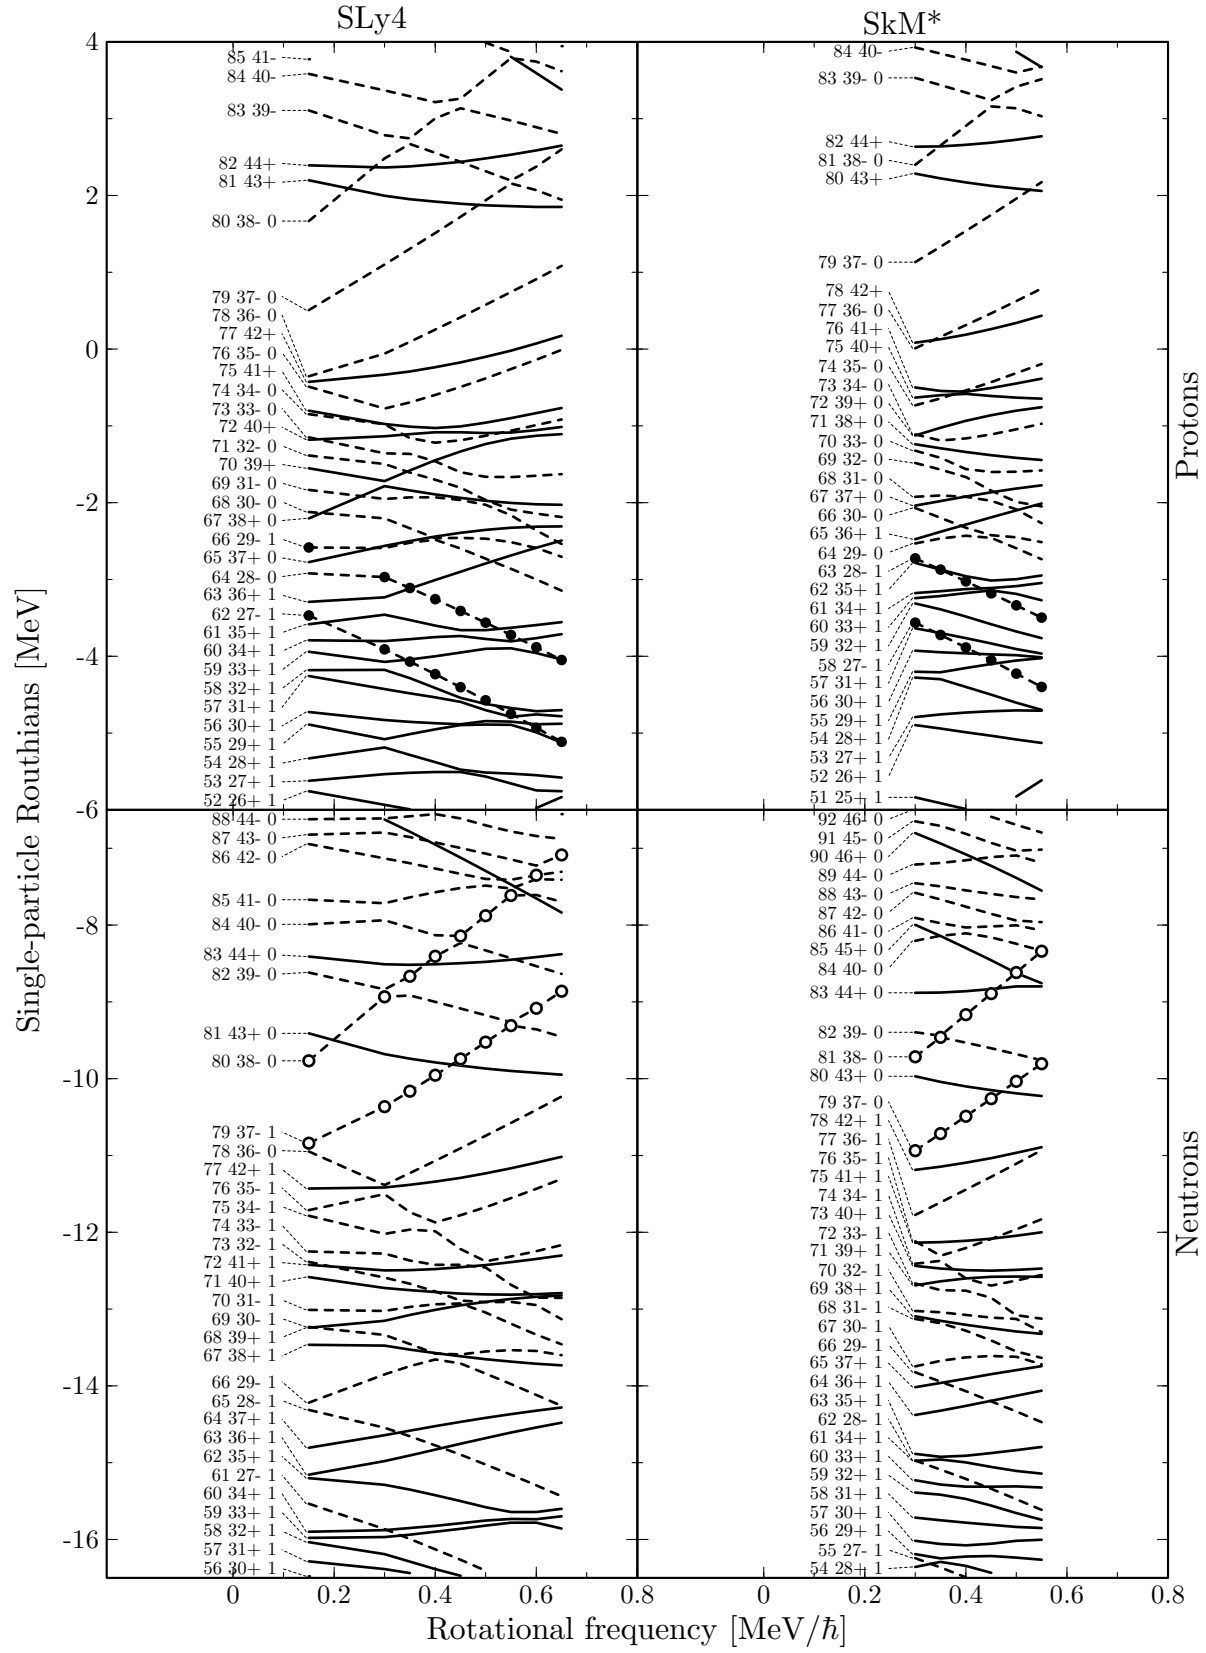 SLy4
SkM*
4
2
0
-2
-4
-6
-8
-10
-12
-14
-16
Single-particle Routhians [MeV]
85 41-
84 40-
83 39-
82 44+
81 43+
80 38- 0
79 37- 0
78 36- 0
77 42+
76 35- 0
75 41+
74 34- 0
73 33- 0
72 40+
71 32- 0
70 39+
69 31- 0
68 30- 0
67 38+ 0
66 29- 1
65 37+ 0
64 28- 0
63 36+ 1
62 27- 1
61 35+ 1
60 34+ 1
59 33+ 1
58 32+ 1
57 31+ 1
56 30+ 1
55 29+ 1
54 28+ 1
53 27+ 1
52 26+ 1
84 40-
83 39- 0
82 44+
81 38- 0
80 43+
79 37- 0
78 42+
77 36- 0
76 41+
75 40+
74 35- 0
73 34- 0
72 39+ 0
71 38+ 0
70 33- 0
69 32- 0
68 31- 0
67 37+ 0
66 30- 0
65 36+ 1
64 29- 0
63 28- 1
62 35+ 1
61 34+ 1
60 33+ 1
59 32+ 1
58 27- 1
57 31+ 1
56 30+ 1
55 29+ 1
54 28+ 1
53 27+ 1
52 26+ 1
51 25+ 1
Protons
88 44- 0
87 43- 0
86 42- 0
85 41- 0
84 40- 0
83 44+ 0
82 39- 0
81 43+ 0
80 38- 0
79 37- 1
78 36- 0
77 42+ 1
76 35- 1
75 34- 1
74 33- 1
73 32- 1
72 41+ 1
71 40+ 1
70 31- 1
69 30- 1
68 39+ 1
67 38+ 1
66 29- 1
65 28- 1
64 37+ 1
63 36+ 1
62 35+ 1
61 27- 1
60 34+ 1
59 33+ 1
58 32+ 1
57 31+ 1
56 30+ 1
92 46- 0
91 45- 0
90 46+ 0
89 44- 0
88 43- 0
87 42- 0
86 41- 0
85 45+ 0
84 40- 0
83 44+ 0
82 39- 0
81 38- 0
80 43+ 0
79 37- 0
78 42+ 1
77 36- 1
76 35- 1
75 41+ 1
74 34- 1
73 40+ 1
72 33- 1
71 39+ 1
70 32- 1
69 38+ 1
68 31- 1
67 30- 1
66 29- 1
65 37+ 1
64 36+ 1
63 35+ 1
62 28- 1
61 34+ 1
60 33+ 1
59 32+ 1
58 31+ 1
57 30+ 1
56 29+ 1
55 27- 1
54 28+ 1
Neutrons
0 0.2 0.4 0.6 0.8 0 0.2 0.4 0.6 0.8
Rotational frequency [MeV/ℏ]